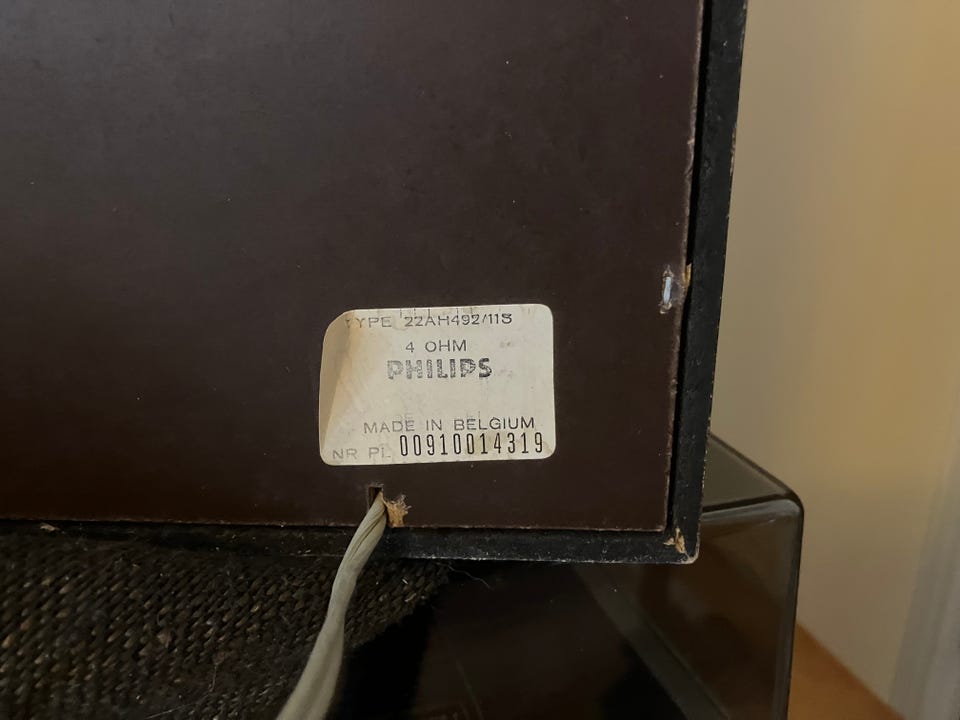 TYPE 22AH492/11S
4 OHM
PHILIPS
MADE IN BELGIUM
NR PL 00910014319